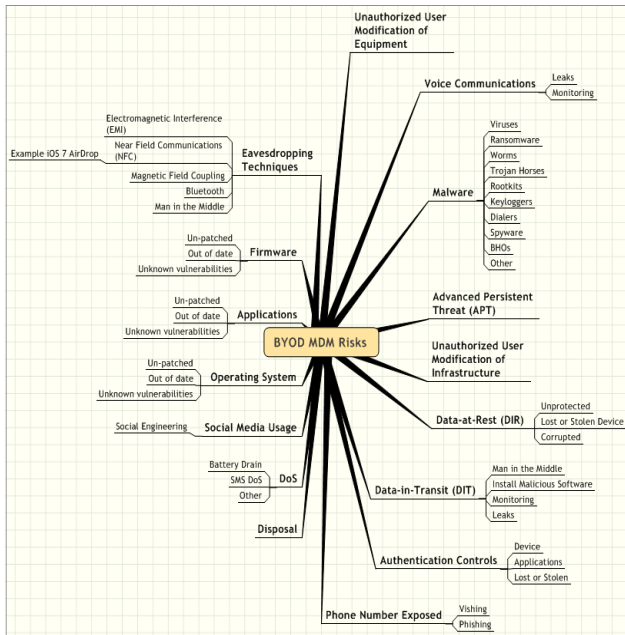 Unauthorized User
Modification of
Equipment
Voice Communications
Leaks
Monitoring
Malware
Viruses
Ransomware
Worms
Trojan Horses
Rootkits
Keyloggers
Dialers
Spyware
BHOs
Other
Advanced Persistent
Threat (APT)
Unauthorized User
Modification of
Infrastructure
Data-at-Rest (DIR)
Unprotected
Lost or Stolen Device
Corrupted
Data-in-Transit (DIT)
Man in the Middle
Install Malicious Software
Monitoring
Leaks
Authentication Controls
Device
Applications
Lost or Stolen
Phone Number Exposed
Vishing
Phishing
BYOD MDM Risks
Eavesdropping
Techniques
Electromagnetic Interference
(EMI)
Near Field Communications
(NFC)
Example iOS 7 AirDrop
Magnetic Field Coupling
Bluetooth
Man in the Middle
Firmware
Un-patched
Out of date
Unknown vulnerabilities
Applications
Un-patched
Out of date
Unknown vulnerabilities
Operating System
Un-patched
Out of date
Unknown vulnerabilities
Social Media Usage
Social Engineering
DoS
Battery Drain
SMS DoS
Other
Disposal